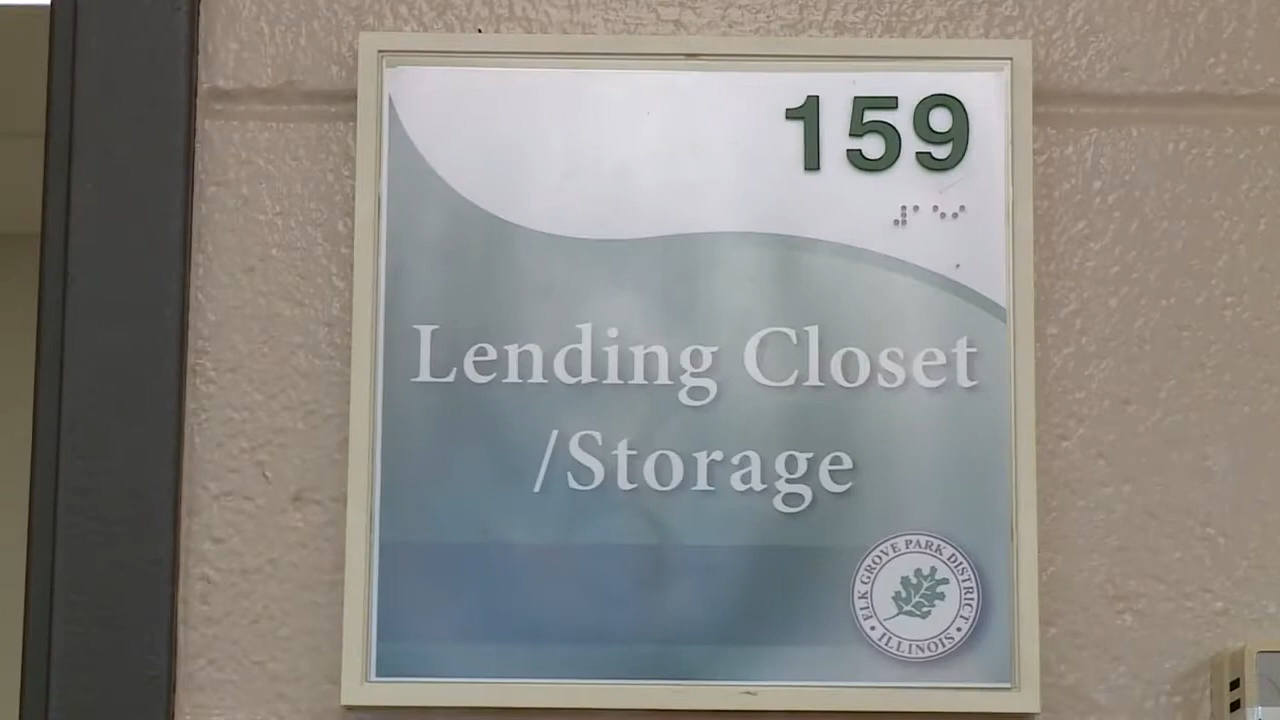 159
Lending Closet
/Storage
ELK GROVE PARK DISTRICT
• ILLINOIS •